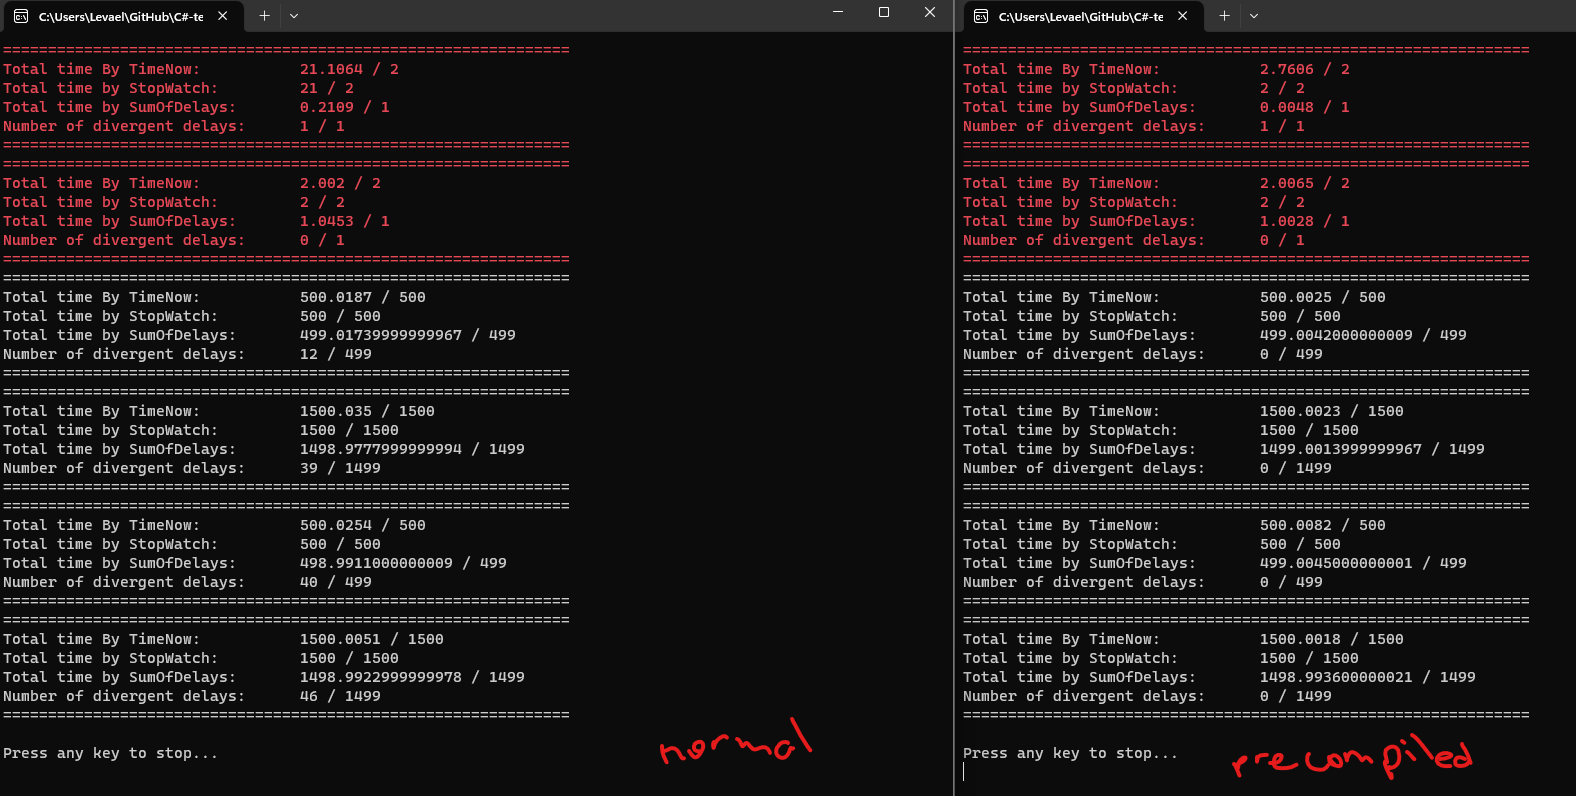 C:\Users\Levael\GitHub\C#-te
=================================================================
Total time By TimeNow: 21.1064 / 2
Total time by StopWatch: 21 / 2
Total time by SumOfDelays: 0.2109 / 1
Number of divergent delays: 1 / 1
=================================================================
=================================================================
Total time By TimeNow: 2.002 / 2
Total time by StopWatch: 2 / 2
Total time by SumOfDelays: 1.0453 / 1
Number of divergent delays: 0 / 1
=================================================================
=================================================================
Total time By TimeNow: 500.0187 / 500
Total time by StopWatch: 500 / 500
Total time by SumOfDelays: 499.01739999999967 / 499
Number of divergent delays: 12 / 499
=================================================================
=================================================================
Total time By TimeNow: 1500.035 / 1500
Total time by StopWatch: 1500 / 1500
Total time by SumOfDelays: 1498.9777999999994 / 1499
Number of divergent delays: 39 / 1499
=================================================================
=================================================================
Total time By TimeNow: 500.0254 / 500
Total time by StopWatch: 500 / 500
Total time by SumOfDelays: 498.9911000000009 / 499
Number of divergent delays: 40 / 499
=================================================================
=================================================================
Total time By TimeNow: 1500.0051 / 1500
Total time by StopWatch: 1500 / 1500
Total time by SumOfDelays: 1498.9922999999978 / 1499
Number of divergent delays: 46 / 1499
=================================================================
Press any key to stop...
normal
C:\Users\Levael\GitHub\C#-te
=================================================================
Total time By TimeNow: 2.7606 / 2
Total time by StopWatch: 2 / 2
Total time by SumOfDelays: 0.0048 / 1
Number of divergent delays: 1 / 1
=================================================================
=================================================================
Total time By TimeNow: 2.0065 / 2
Total time by StopWatch: 2 / 2
Total time by SumOfDelays: 1.0028 / 1
Number of divergent delays: 0 / 1
=================================================================
=================================================================
Total time By TimeNow: 500.0025 / 500
Total time by StopWatch: 500 / 500
Total time by SumOfDelays: 499.0042000000009 / 499
Number of divergent delays: 0 / 499
=================================================================
=================================================================
Total time By TimeNow: 1500.0023 / 1500
Total time by StopWatch: 1500 / 1500
Total time by SumOfDelays: 1499.0013999999967 / 1499
Number of divergent delays: 0 / 1499
=================================================================
=================================================================
Total time By TimeNow: 500.0082 / 500
Total time by StopWatch: 500 / 500
Total time by SumOfDelays: 499.0045000000001 / 499
Number of divergent delays: 0 / 499
=================================================================
=================================================================
Total time By TimeNow: 1500.0018 / 1500
Total time by StopWatch: 1500 / 1500
Total time by SumOfDelays: 1498.993600000021 / 1499
Number of divergent delays: 0 / 1499
=================================================================
Press any key to stop...
precompiled